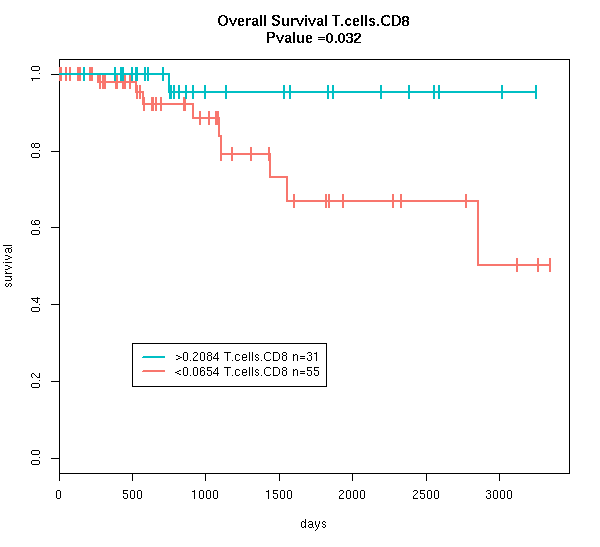 Overall Survival T.cells.CD8
Pvalue =0.032
1.0
0.8
0.6
0.4
0.2
0.0
survival
>0.2084 T.cells.CD8 n=31
<0.0654 T.cells.CD8 n=55
0 500 1000 1500 2000 2500 3000
days